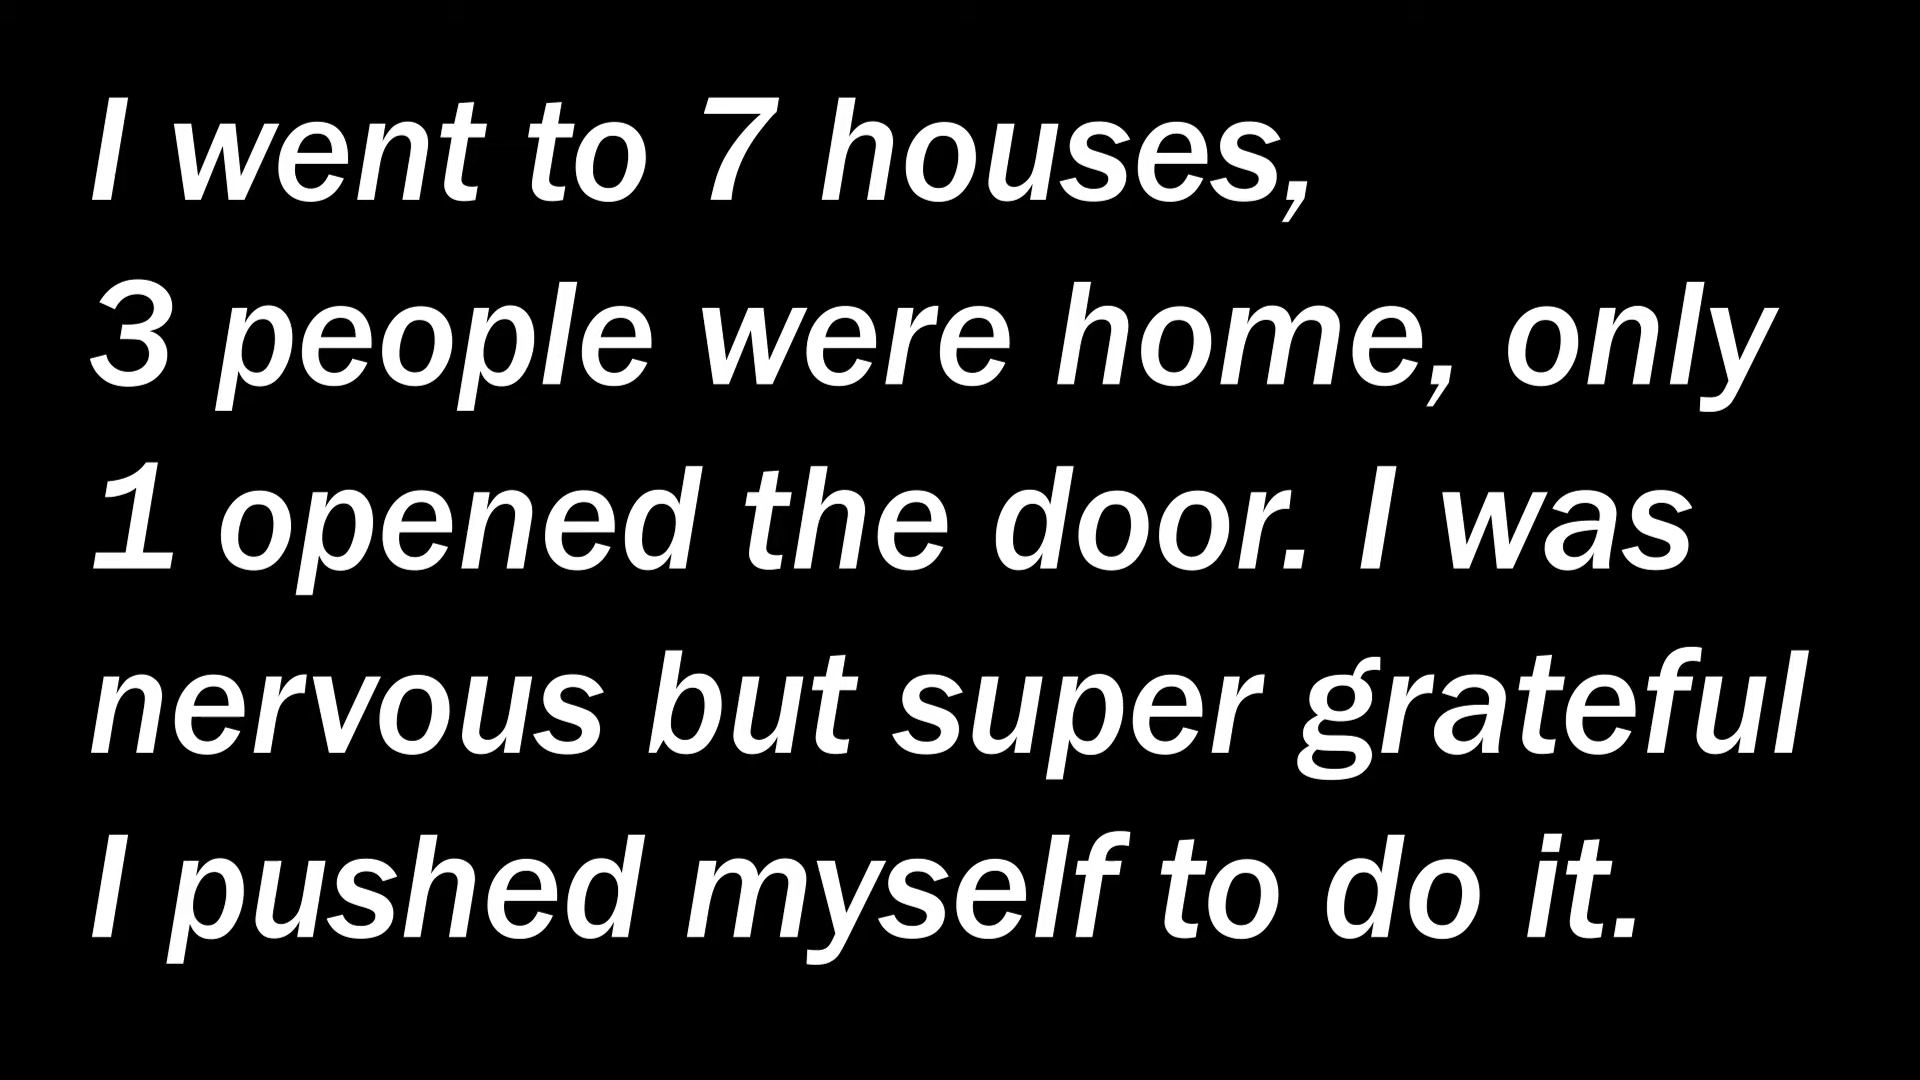 I went to 7 houses,
3 people were home, only
1 opened the door. I was
nervous but super grateful
I pushed myself to do it.